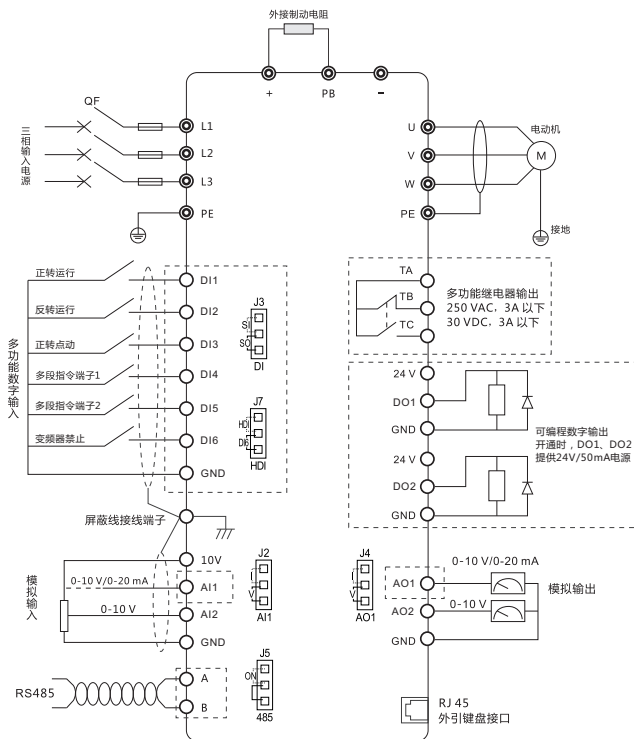 外接制动电阻
+
PB
-
QF
三相输入电源
L1
L2
L3
PE
U
V
W
PE
电动机
M
接地
多功能数字输入
正转运行
反转运行
正转点动
多段指令端子1
多段指令端子2
变频器禁止
DI1
DI2
DI3
DI4
DI5
DI6
GND
J3
SI
SO
DI
J7
HDI
DI6
HDI
TA
TB
TC
多功能继电器输出
250 VAC，3A 以下
30 VDC，3A 以下
24 V
DO1
GND
24 V
DO2
GND
可编程数字输出
开通时，DO1、DO2
提供24V/50mA电源
屏蔽线接线端子
模拟输入
0-10 V/0-20 mA
0-10 V
10V
AI1
AI2
GND
J2
I
V
AI1
J4
I
V
AO1
AO1
AO2
GND
0-10 V/0-20 mA
0-10 V
模拟输出
RS485
A
B
J5
ON
485
RJ 45
外引键盘接口